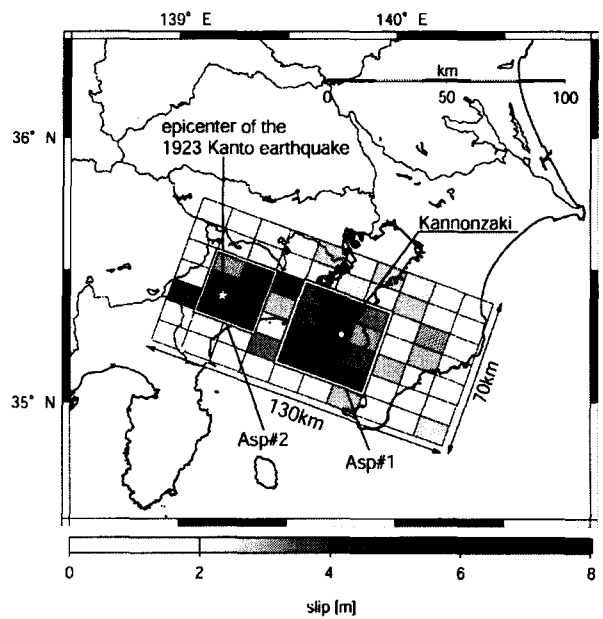 139° E 140° E
km
0 50 100
36° N
epicenter of the
1923 Kanto earthquake
Kannonzaki
35° N
130km
70km
Asp#2
Asp#1
0 2 4 6 8
slip [m]